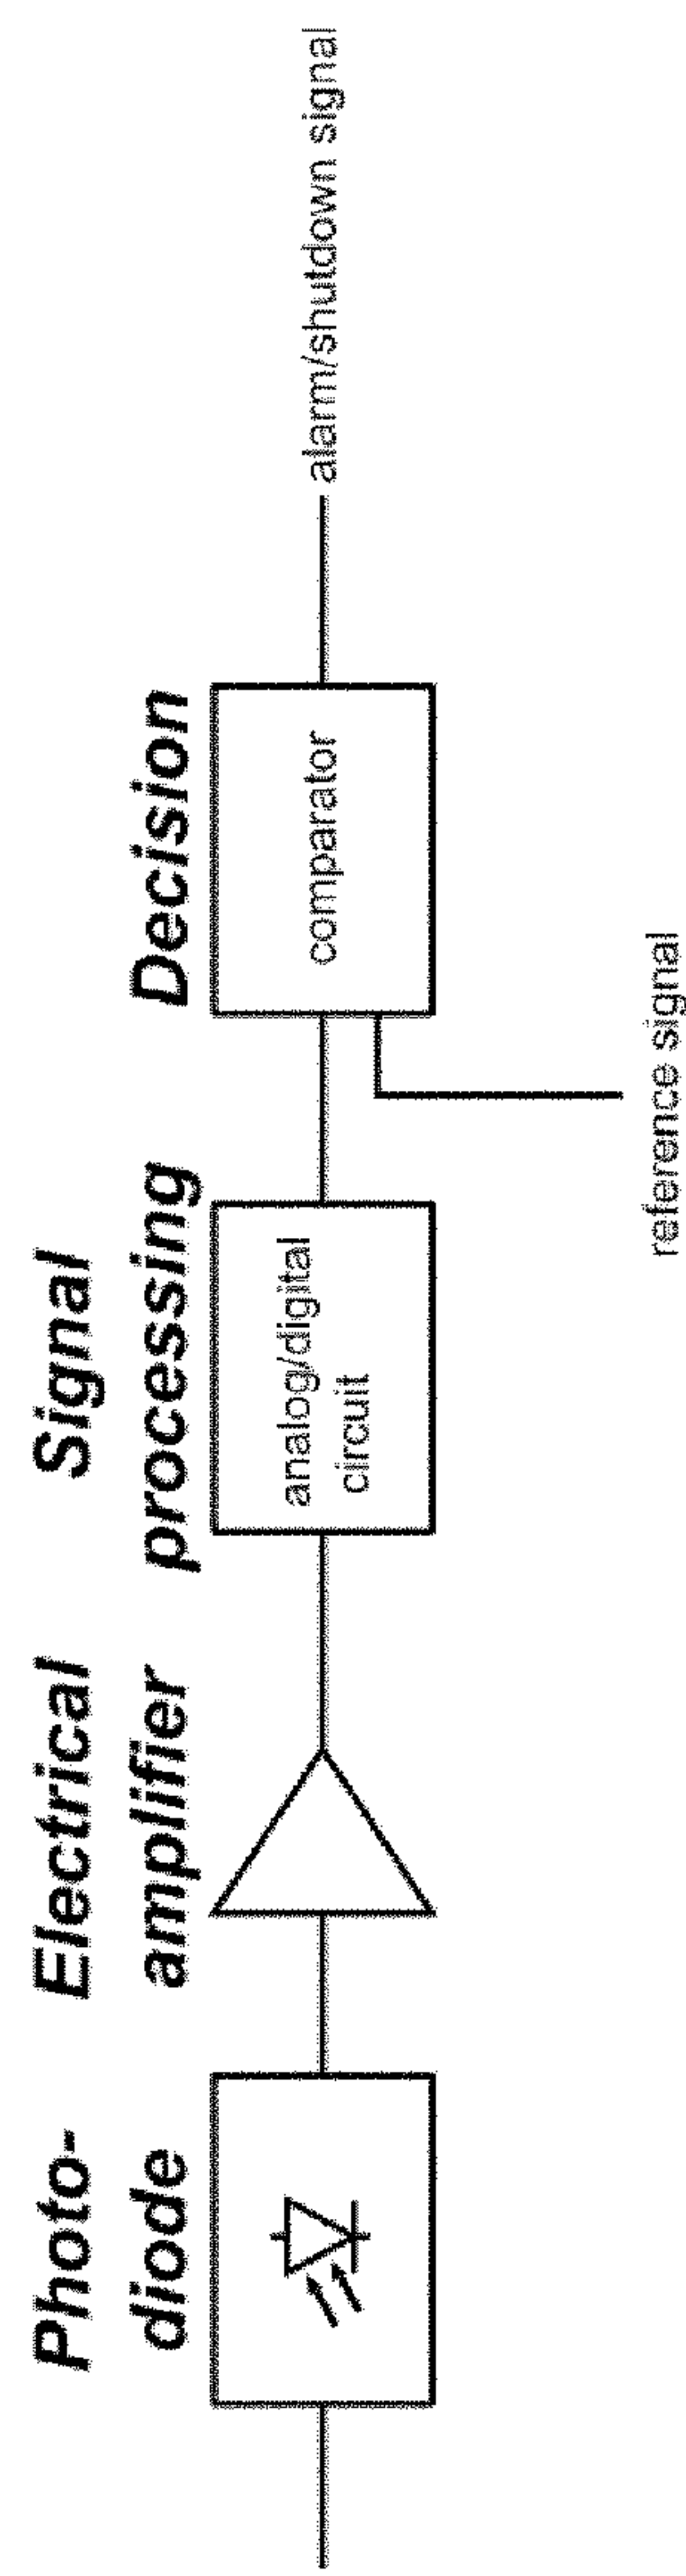 Photo-
diode
Electrical
amplifier
Signal
processing
analog/digital
circuit
Decision
comparator
alarm/shutdown signal
reference signal